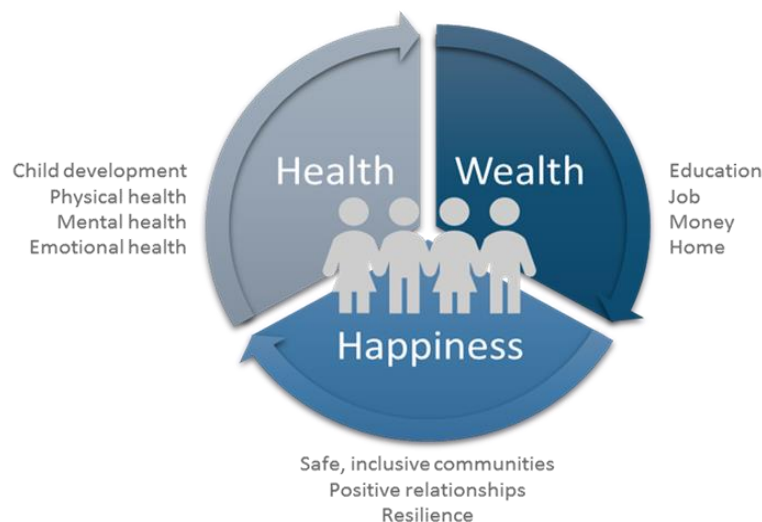 Health
Wealth
Happiness
Child development
Physical health
Mental health
Emotional health
Education
Job
Money
Home
Safe, inclusive communities
Positive relationships
Resilience